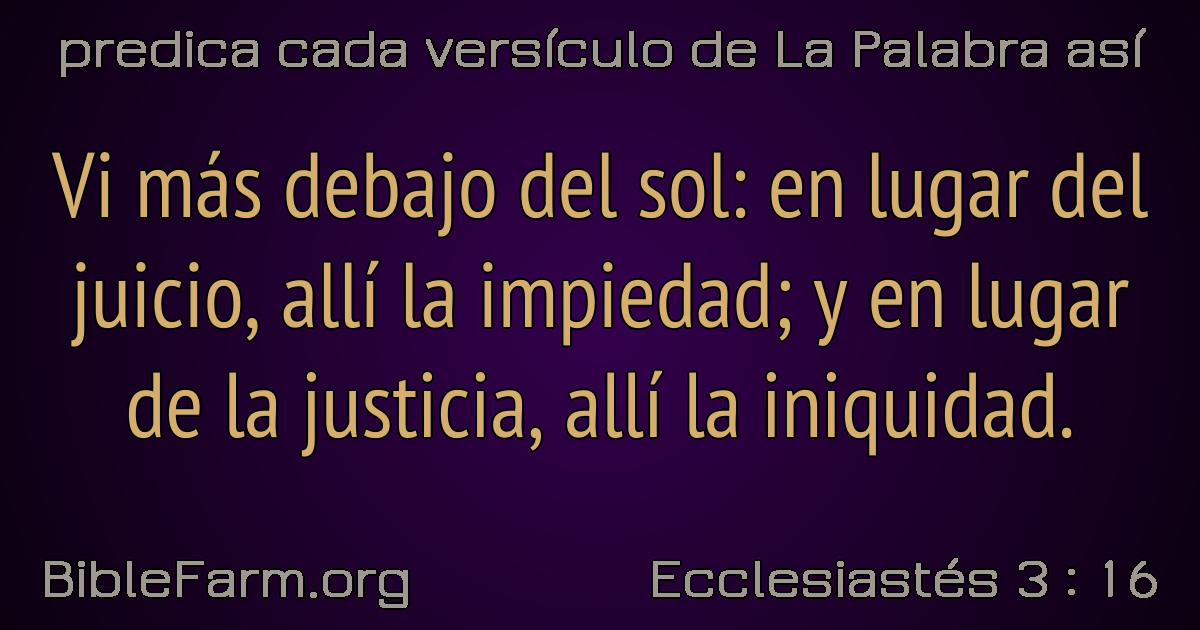 predica cada versículo de La Palabra así
Vi más debajo del sol: en lugar del
juicio, allí la impiedad; y en lugar
de la justicia, allí la iniquidad.
BibleFarm.org
Ecclesiastés 3 : 16